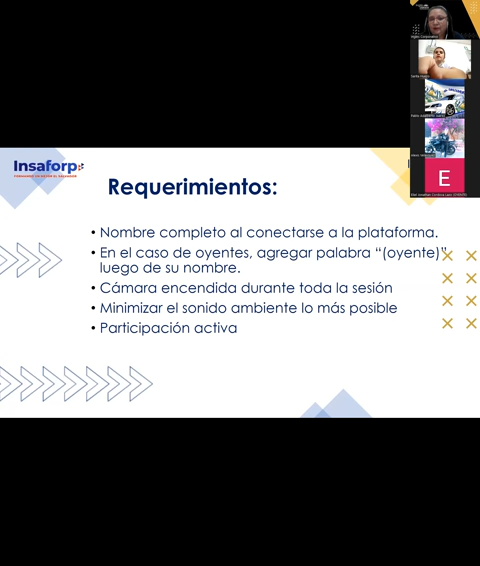 Insaforp
Requerimientos:
• Nombre completo al conectarse a la plataforma.
• En el caso de oyentes, agregar palabra “(oyente)”
luego de su nombre.
• Cámara encendida durante toda la sesión
• Minimizar el sonido ambiente lo más posible
• Participación activa
E